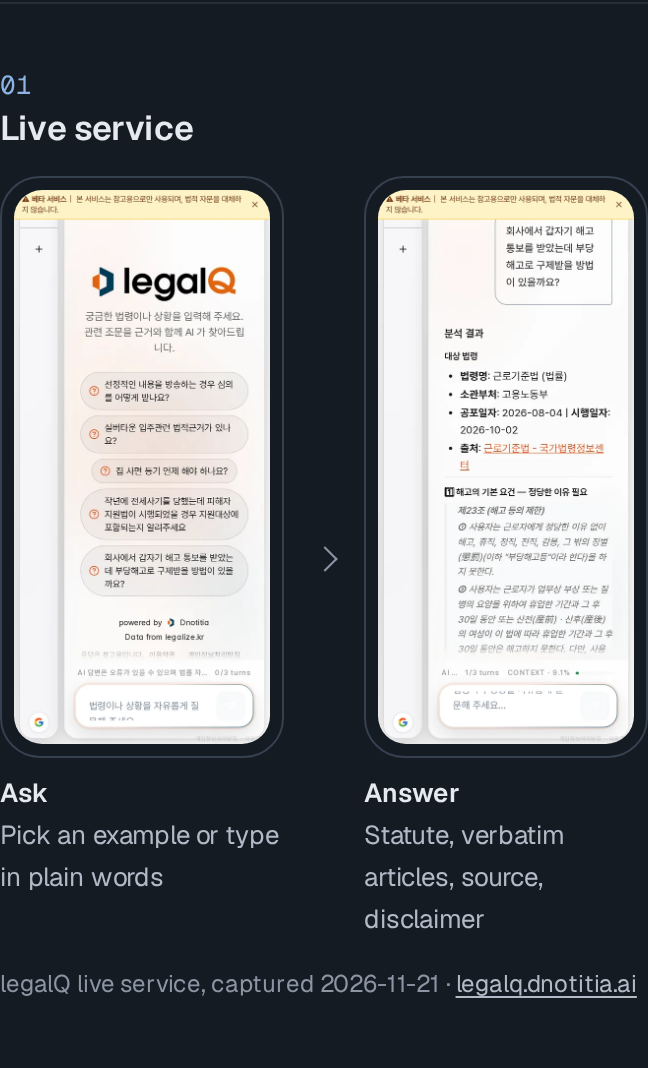 01
Live service
베타 서비스 | 본 서비스는 참고용으로만 사용되며, 법적 자문을 대체하
지 않습니다.
legalQ
궁금한 법령이나 상황을 입력해 주세요.
관련 조문을 근거와 함께 AI 가 찾아드립
니다.
선정적인 내용을 방송하는 경우 심의
를 어떻게 받나요?
실버타운 입주관련 법적근거가 있나
요?
집 사면 등기 언제 해야 하나요?
작년에 전세사기를 당했는데 피해자
지원법이 시행되었을 경우 지원대상에
포함되는지 알려주세요
회사에서 갑자기 해고 통보를 받았는
데 부당해고로 구제받을 방법이 있을
까요?
powered by Dnotitia
Data from legalize.kr
AI 답변은 오류가 있을 수 있으며 법률 자... 0/3 turns
법령이나 상황을 자유롭게 질
베타 서비스 | 본 서비스는 참고용으로만 사용되며, 법적 자문을 대체하
지 않습니다.
회사에서 갑자기 해고
통보를 받았는데 부당
해고로 구제받을 방법
이 있을까요?
분석 결과
대상 법령
• 법령명: 근로기준법 (법률)
• 소관부처: 고용노동부
• 공포일자: 2026-08-04 | 시행일자:
2026-10-02
• 출처: 근로기준법 - 국가법령정보센
터
1 해고의 기본 요건 — 정당한 이유 필요
제23조 (해고 등의 제한)
① 사용자는 근로자에게 정당한 이유 없이
해고, 휴직, 정직, 전직, 감봉, 그 밖의 징벌
(懲罰)(이하 "부당해고등"이라 한다)을 하
지 못한다.
② 사용자는 근로자가 업무상 부상 또는 질
병의 요양을 위하여 휴업한 기간과 그 후
30일 동안 또는 산전(産前)ㆍ산후(産後)
의 여성이 이 법에 따라 휴업한 기간과 그 후
30일 동안은 해고하지 못한다. 다만, 사용
AI ... 1/3 turns CONTEXT · 9.1%
문해 주세요...
Ask
Pick an example or type
in plain words
Answer
Statute, verbatim
articles, source,
disclaimer
legalQ live service, captured 2026-11-21 · legalq.dnotitia.ai